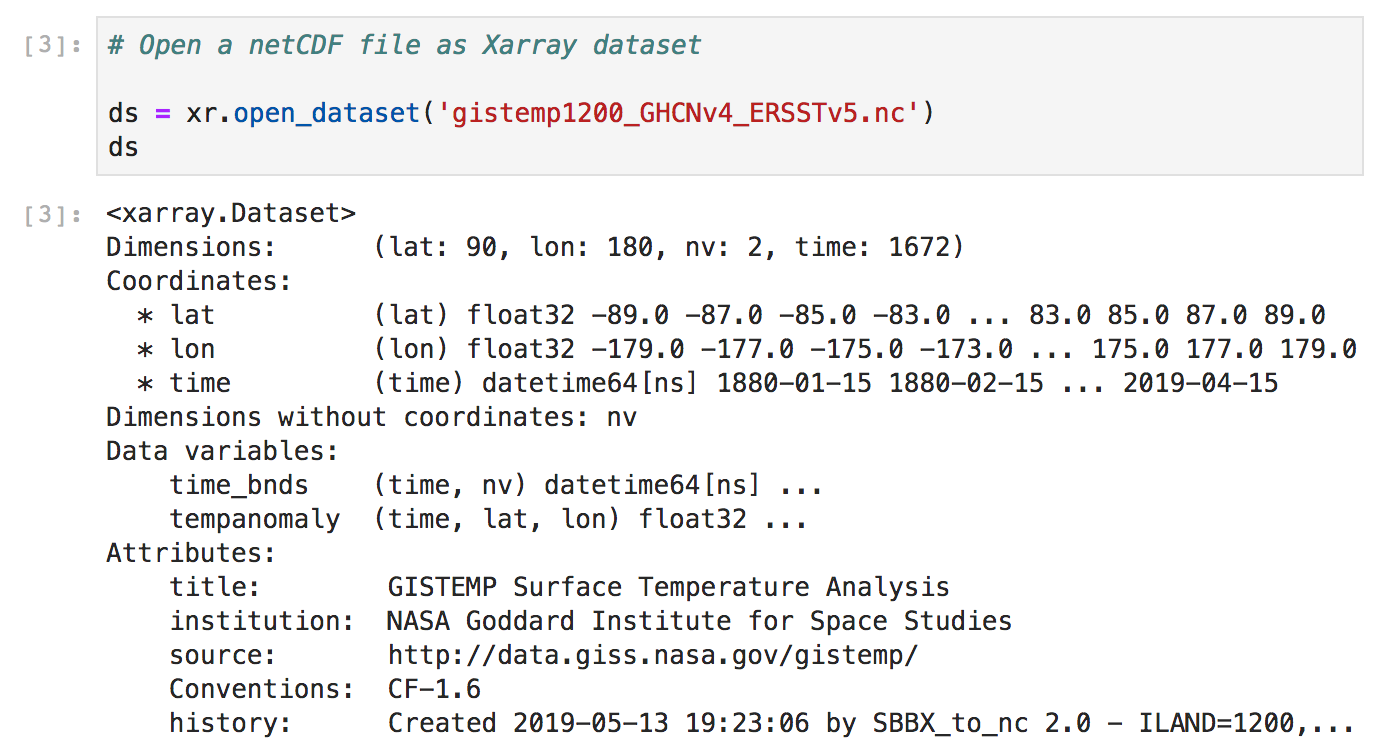 [3]: # Open a netCDF file as Xarray dataset
ds = xr.open_dataset('gistemp1200_GHCNv4_ERSSTv5.nc')
ds
[3]: <xarray.Dataset>
Dimensions:      (lat: 90, lon: 180, nv: 2, time: 1672)
Coordinates:
  * lat          (lat) float32 -89.0 -87.0 -85.0 -83.0 ... 83.0 85.0 87.0 89.0
  * lon          (lon) float32 -179.0 -177.0 -175.0 -173.0 ... 175.0 177.0 179.0
  * time         (time) datetime64[ns] 1880-01-15 1880-02-15 ... 2019-04-15
Dimensions without coordinates: nv
Data variables:
    time_bnds    (time, nv) datetime64[ns] ...
    tempanomaly  (time, lat, lon) float32 ...
Attributes:
    title:        GISTEMP Surface Temperature Analysis
    institution:  NASA Goddard Institute for Space Studies
    source:       http://data.giss.nasa.gov/gistemp/
    Conventions:  CF-1.6
    history:      Created 2019-05-13 19:23:06 by SBBX_to_nc 2.0 - ILAND=1200,...